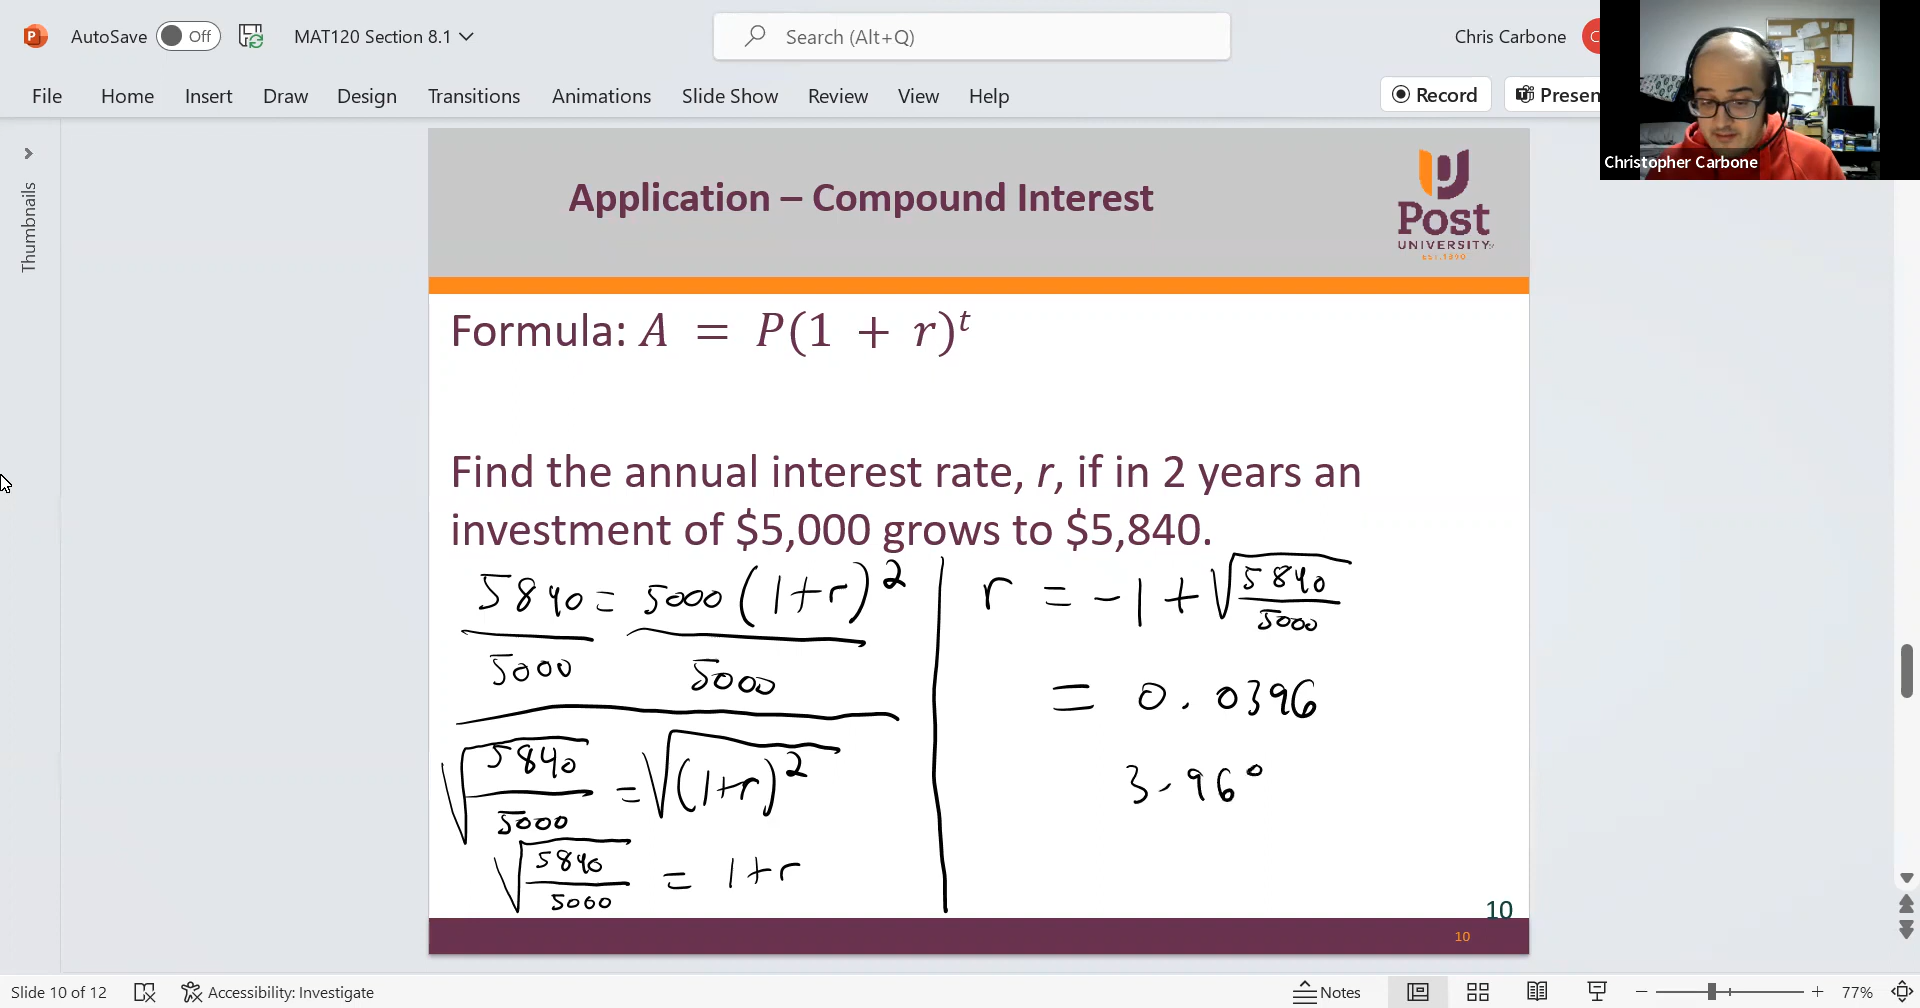 AutoSave Off MAT120 Section 8.1 Search (Alt+Q) Chris Carbone
File Home Insert Draw Design Transitions Animations Slide Show Review View Help Record Presen
Christopher Carbone
Thumbnails
Application – Compound Interest
Post
UNIVERSITY
EST.1890
Formula: A = P(1 + r)^t
Find the annual interest rate, r, if in 2 years an
investment of $5,000 grows to $5,840.
5840/5000 = 5000(1+r)^2/5000
√(5840/5000) = √((1+r)^2)
√(5840/5000) = 1+r
r = -1 + √(5840/5000)
= 0.0396
3.96°
10
10
Slide 10 of 12 Accessibility: Investigate Notes 77%